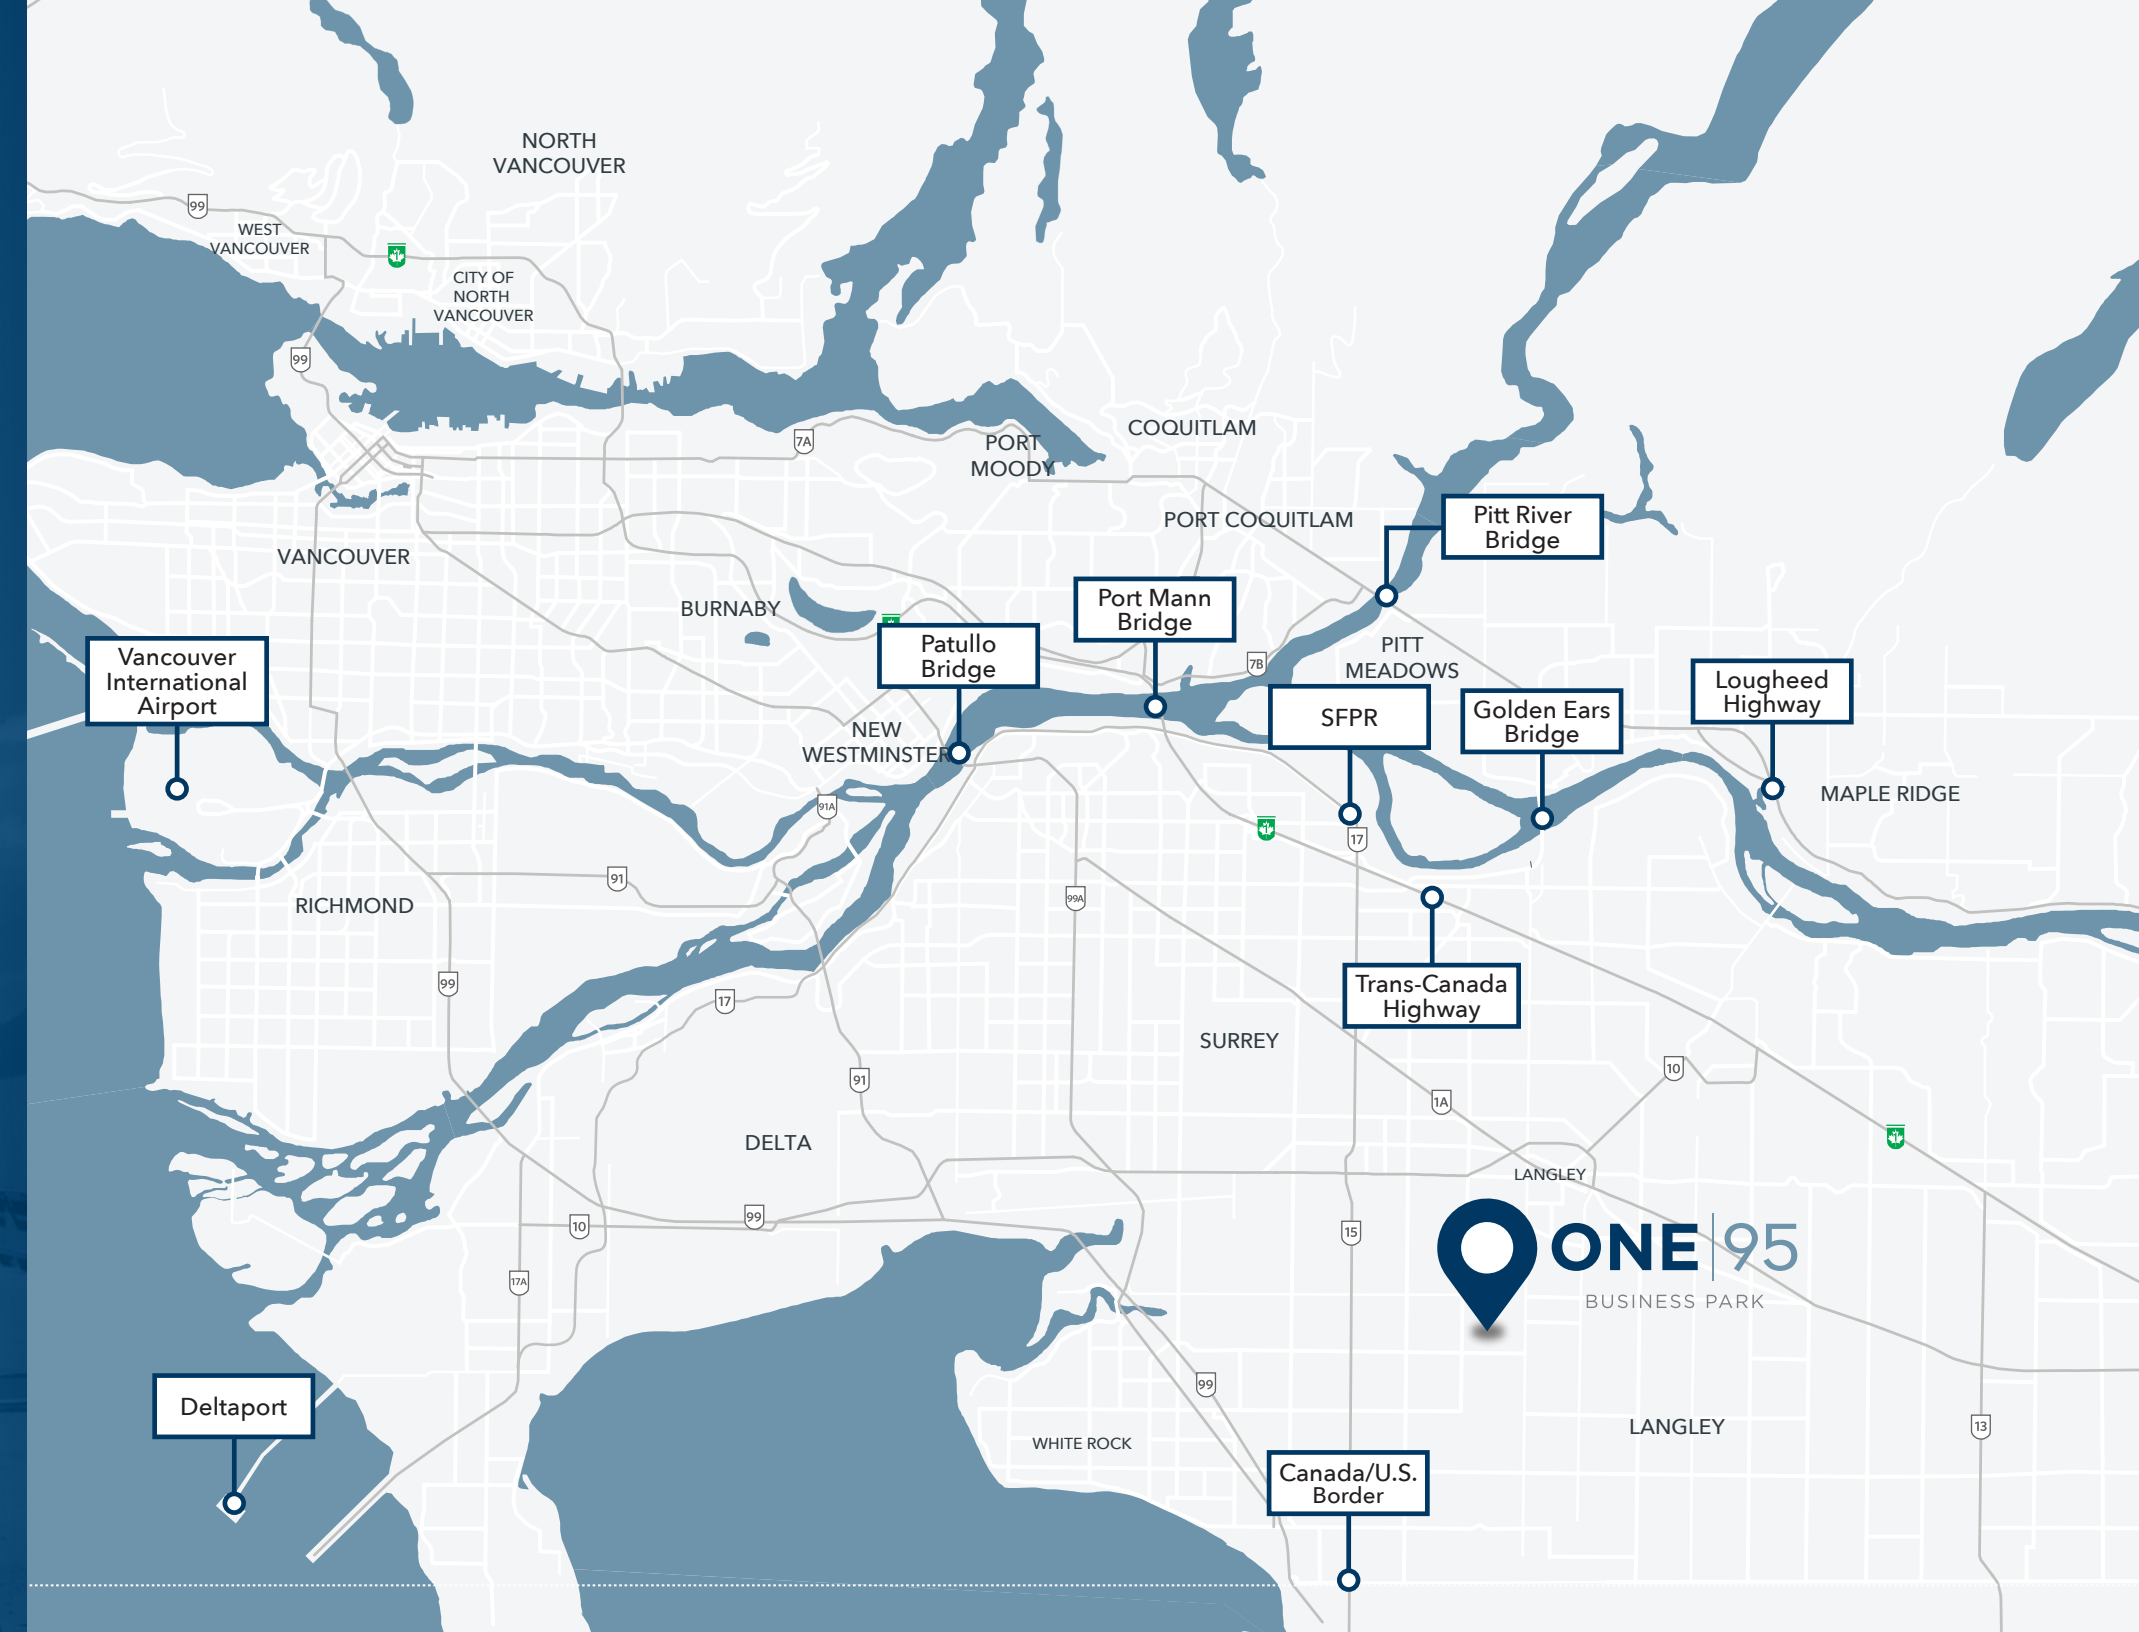 NORTH
VANCOUVER
99
WEST
VANCOUVER
1
CITY OF
NORTH
VANCOUVER
99
7A
PORT
MOODY
COQUITLAM
PORT COQUITLAM
Pitt River
Bridge
VANCOUVER
BURNABY
Port Mann
Bridge
Patullo
Bridge
7B
PITT
MEADOWS
Vancouver
International
Airport
Lougheed
Highway
SFPR
Golden Ears
Bridge
NEW
WESTMINSTER
MAPLE RIDGE
91A
1
17
91
99A
RICHMOND
99
17
Trans-Canada
Highway
SURREY
91
10
1A
1
DELTA
LANGLEY
99
10
15
ONE|95
BUSINESS PARK
17A
99
Deltaport
LANGLEY
13
WHITE ROCK
Canada/U.S.
Border